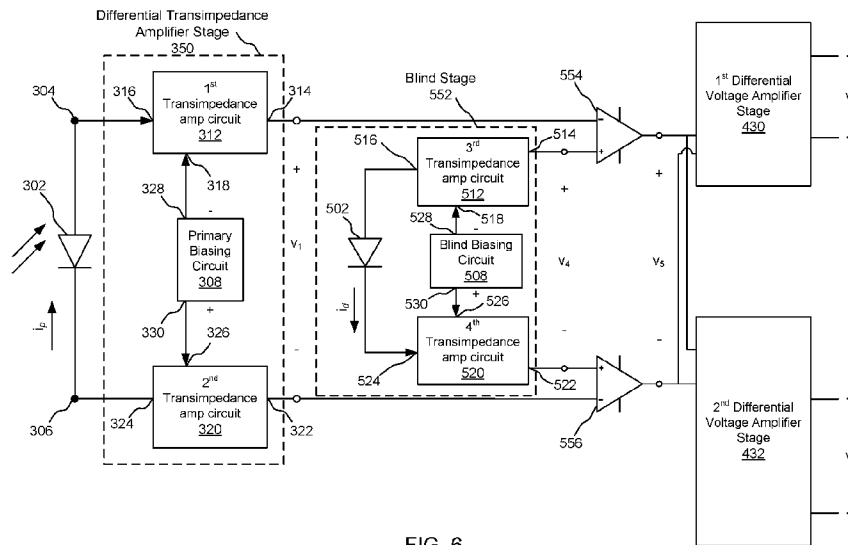 Differential Transimpedance
Amplifier Stage
350
304
316
1st
Transimpedance
amp circuit
312
314
318
328
-
302
Primary
Biasing
Circuit
308
330
+
326
ip
2nd
Transimpedance
amp circuit
320
306
324
322
+
v1
-
Blind Stage
552
516
3rd
Transimpedance
amp circuit
512
514
502
528
-
518
Blind Biasing
Circuit
508
530
+
526
id
4th
Transimpedance
amp circuit
520
524
522
+
v4
-
554
-
+
+
-
556
+
v5
-
1st Differential
Voltage Amplifier
Stage
430
2nd Differential
Voltage Amplifier
Stage
432
FIG. 6